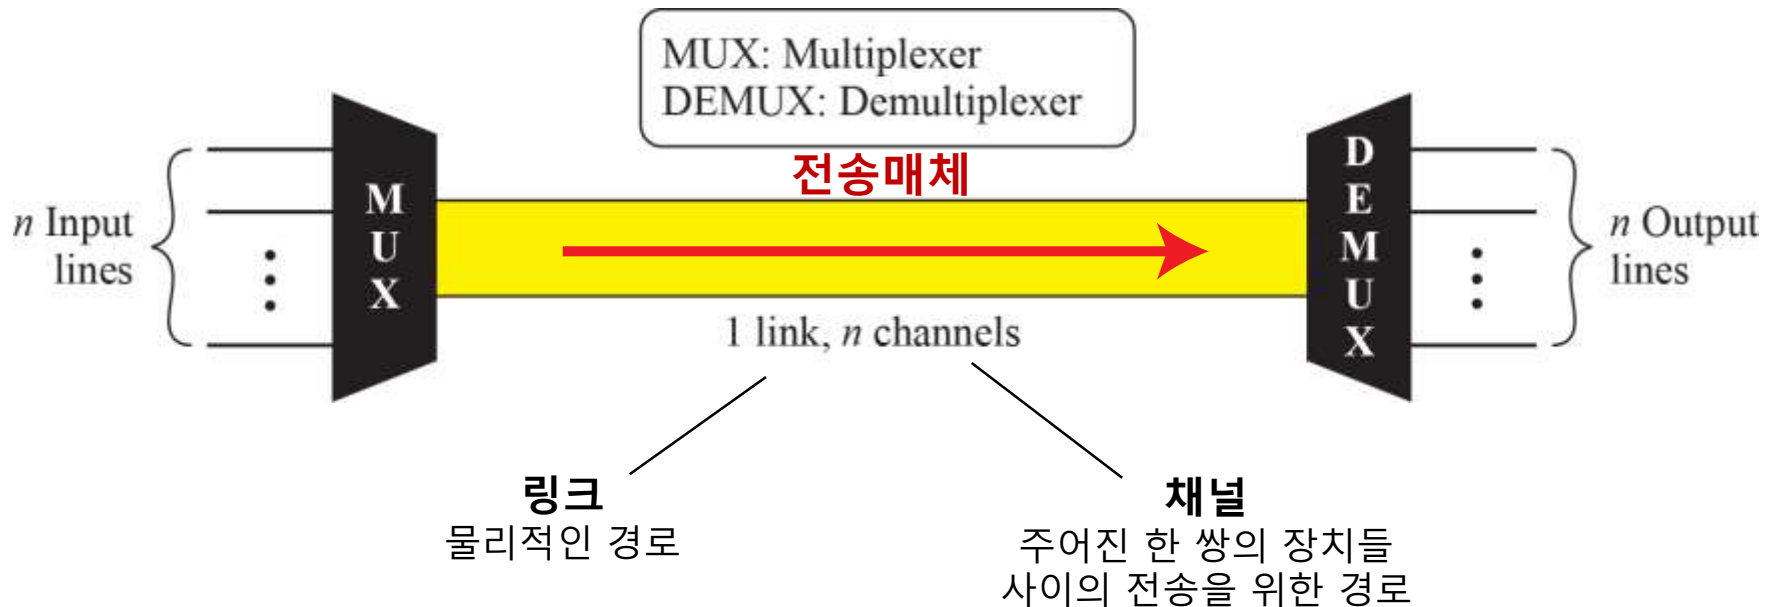 MUX: Multiplexer
DEMUX: Demultiplexer
전송매체
n Input
lines
M
U
X
D
E
M
U
X
n Output
lines
1 link, n channels
링크
물리적인 경로
채널
주어진 한 쌍의 장치들
사이의 전송을 위한 경로